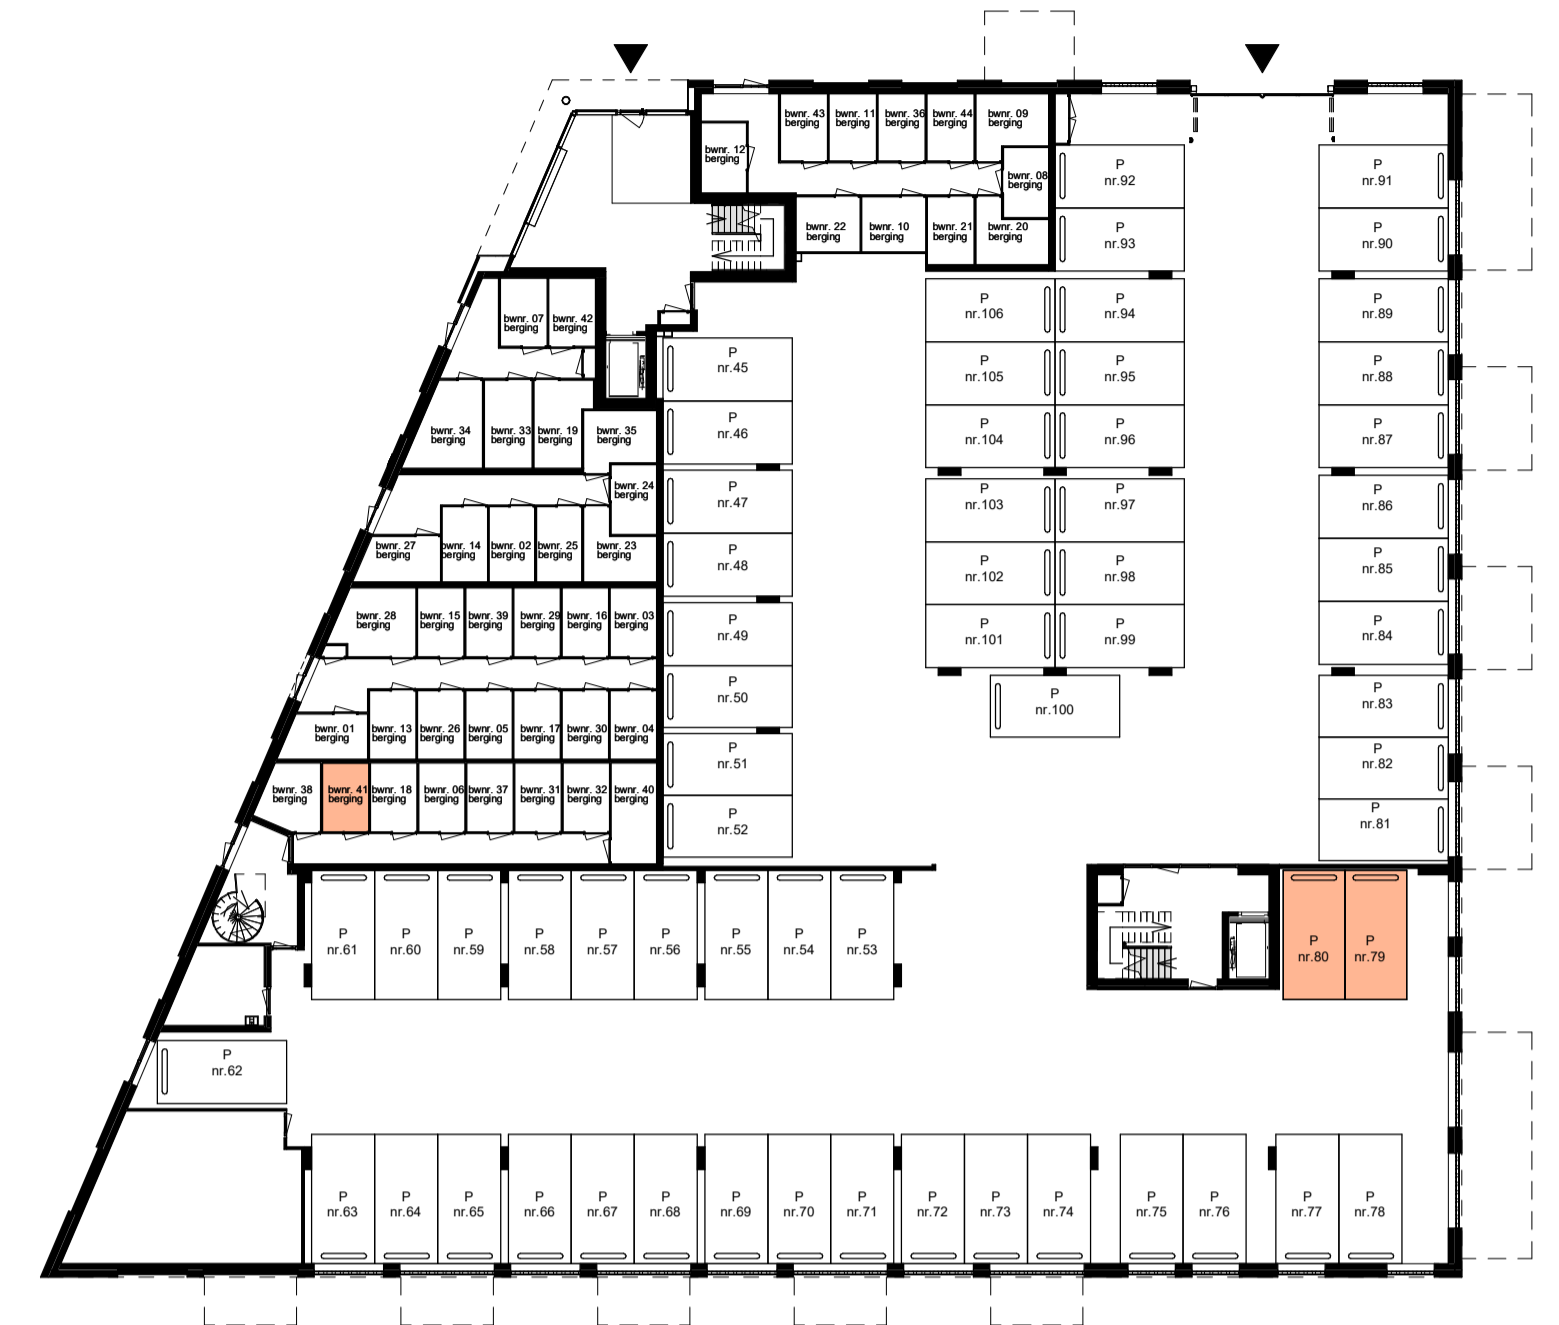 bwnr. 43
berging
bwnr. 11
berging
bwnr. 36
berging
bwnr. 44
berging
bwnr. 09
berging
bwnr. 12
berging
bwnr. 08
berging
bwnr. 22
berging
bwnr. 10
berging
bwnr. 21
berging
bwnr. 20
berging
P
nr.92
P
nr.91
P
nr.93
P
nr.90
bwnr. 07
berging
bwnr. 42
berging
P
nr.106
P
nr.94
P
nr.89
P
nr.45
P
nr.105
P
nr.95
P
nr.88
bwnr. 34
berging
bwnr. 33
berging
bwnr. 19
berging
bwnr. 35
berging
P
nr.46
P
nr.104
P
nr.96
P
nr.87
bwnr. 24
berging
P
nr.47
P
nr.103
P
nr.97
P
nr.86
bwnr. 27
berging
bwnr. 14
berging
bwnr. 02
berging
bwnr. 25
berging
bwnr. 23
berging
P
nr.48
P
nr.102
P
nr.98
P
nr.85
bwnr. 28
berging
bwnr. 15
berging
bwnr. 39
berging
bwnr. 29
berging
bwnr. 16
berging
bwnr. 03
berging
P
nr.49
P
nr.101
P
nr.99
P
nr.84
P
nr.50
P
nr.100
P
nr.83
bwnr. 01
berging
bwnr. 13
berging
bwnr. 26
berging
bwnr. 05
berging
bwnr. 17
berging
bwnr. 30
berging
bwnr. 04
berging
P
nr.51
P
nr.82
bwnr. 38
berging
bwnr. 41
berging
bwnr. 18
berging
bwnr. 06
berging
bwnr. 37
berging
bwnr. 31
berging
bwnr. 32
berging
bwnr. 40
berging
P
nr.52
P
nr.81
P
nr.61
P
nr.60
P
nr.59
P
nr.58
P
nr.57
P
nr.56
P
nr.55
P
nr.54
P
nr.53
P
nr.80
P
nr.79
P
nr.62
P
nr.63
P
nr.64
P
nr.65
P
nr.66
P
nr.67
P
nr.68
P
nr.69
P
nr.70
P
nr.71
P
nr.72
P
nr.73
P
nr.74
P
nr.75
P
nr.76
P
nr.77
P
nr.78